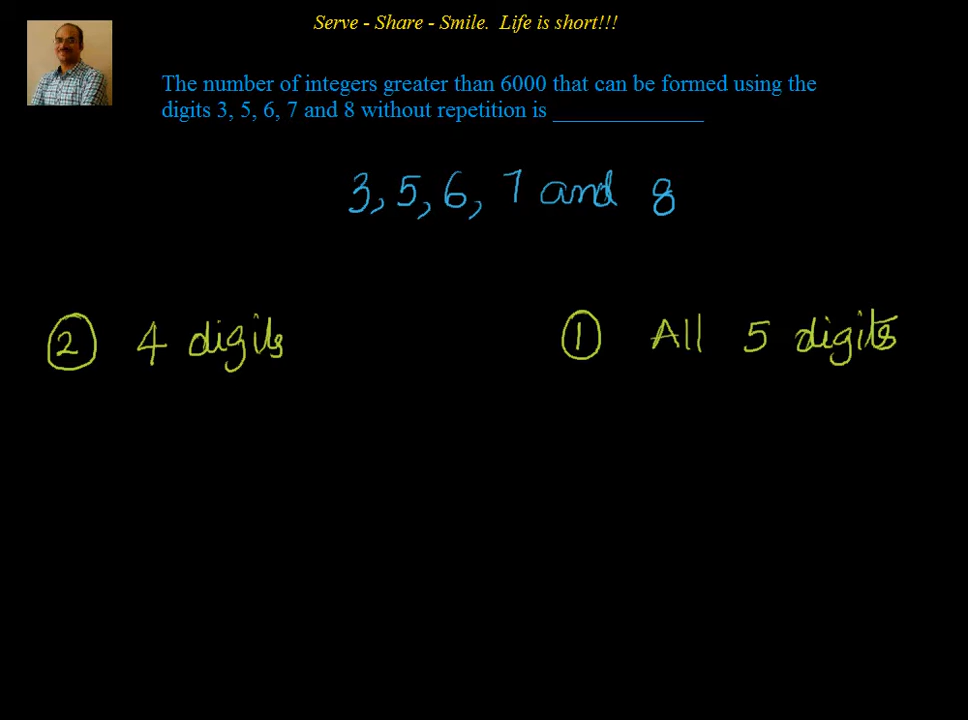 Serve - Share - Smile. Life is short!!!
The number of integers greater than 6000 that can be formed using the
digits 3, 5, 6, 7 and 8 without repetition is ______________
3, 5, 6, 7 and 8
② 4 digits
① All 5 digits